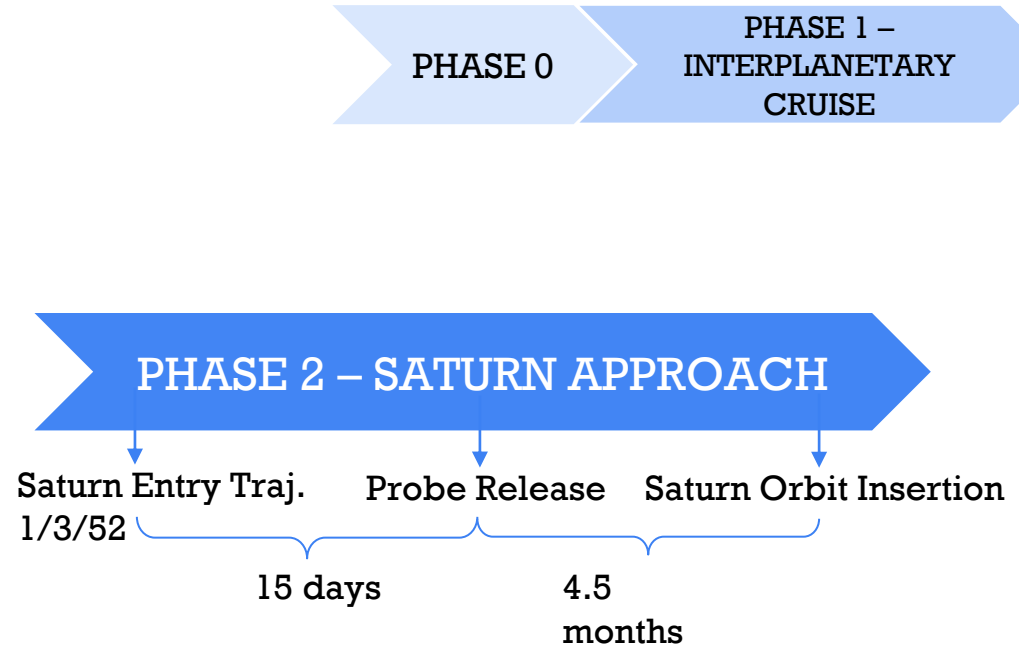 PHASE 0
PHASE 1 –
INTERPLANETARY
CRUISE
PHASE 2 – SATURN APPROACH
Saturn Entry Traj.
1/3/52
Probe Release
Saturn Orbit Insertion
15 days
4.5
months